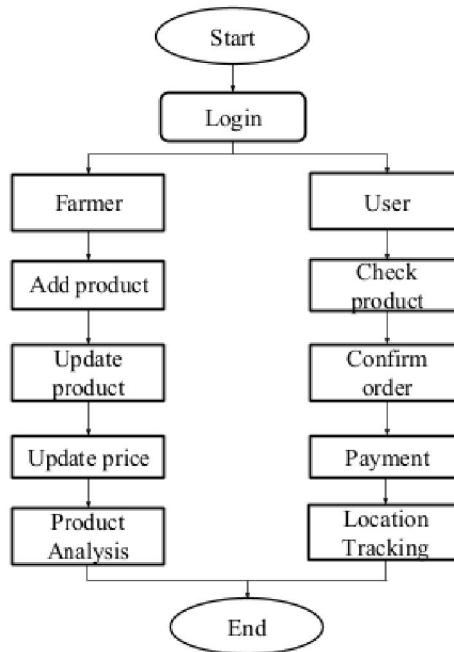 Start
Login
Farmer
User
Add product
Check
product
Update
product
Confirm
order
Update price
Payment
Product
Analysis
Location
Tracking
End